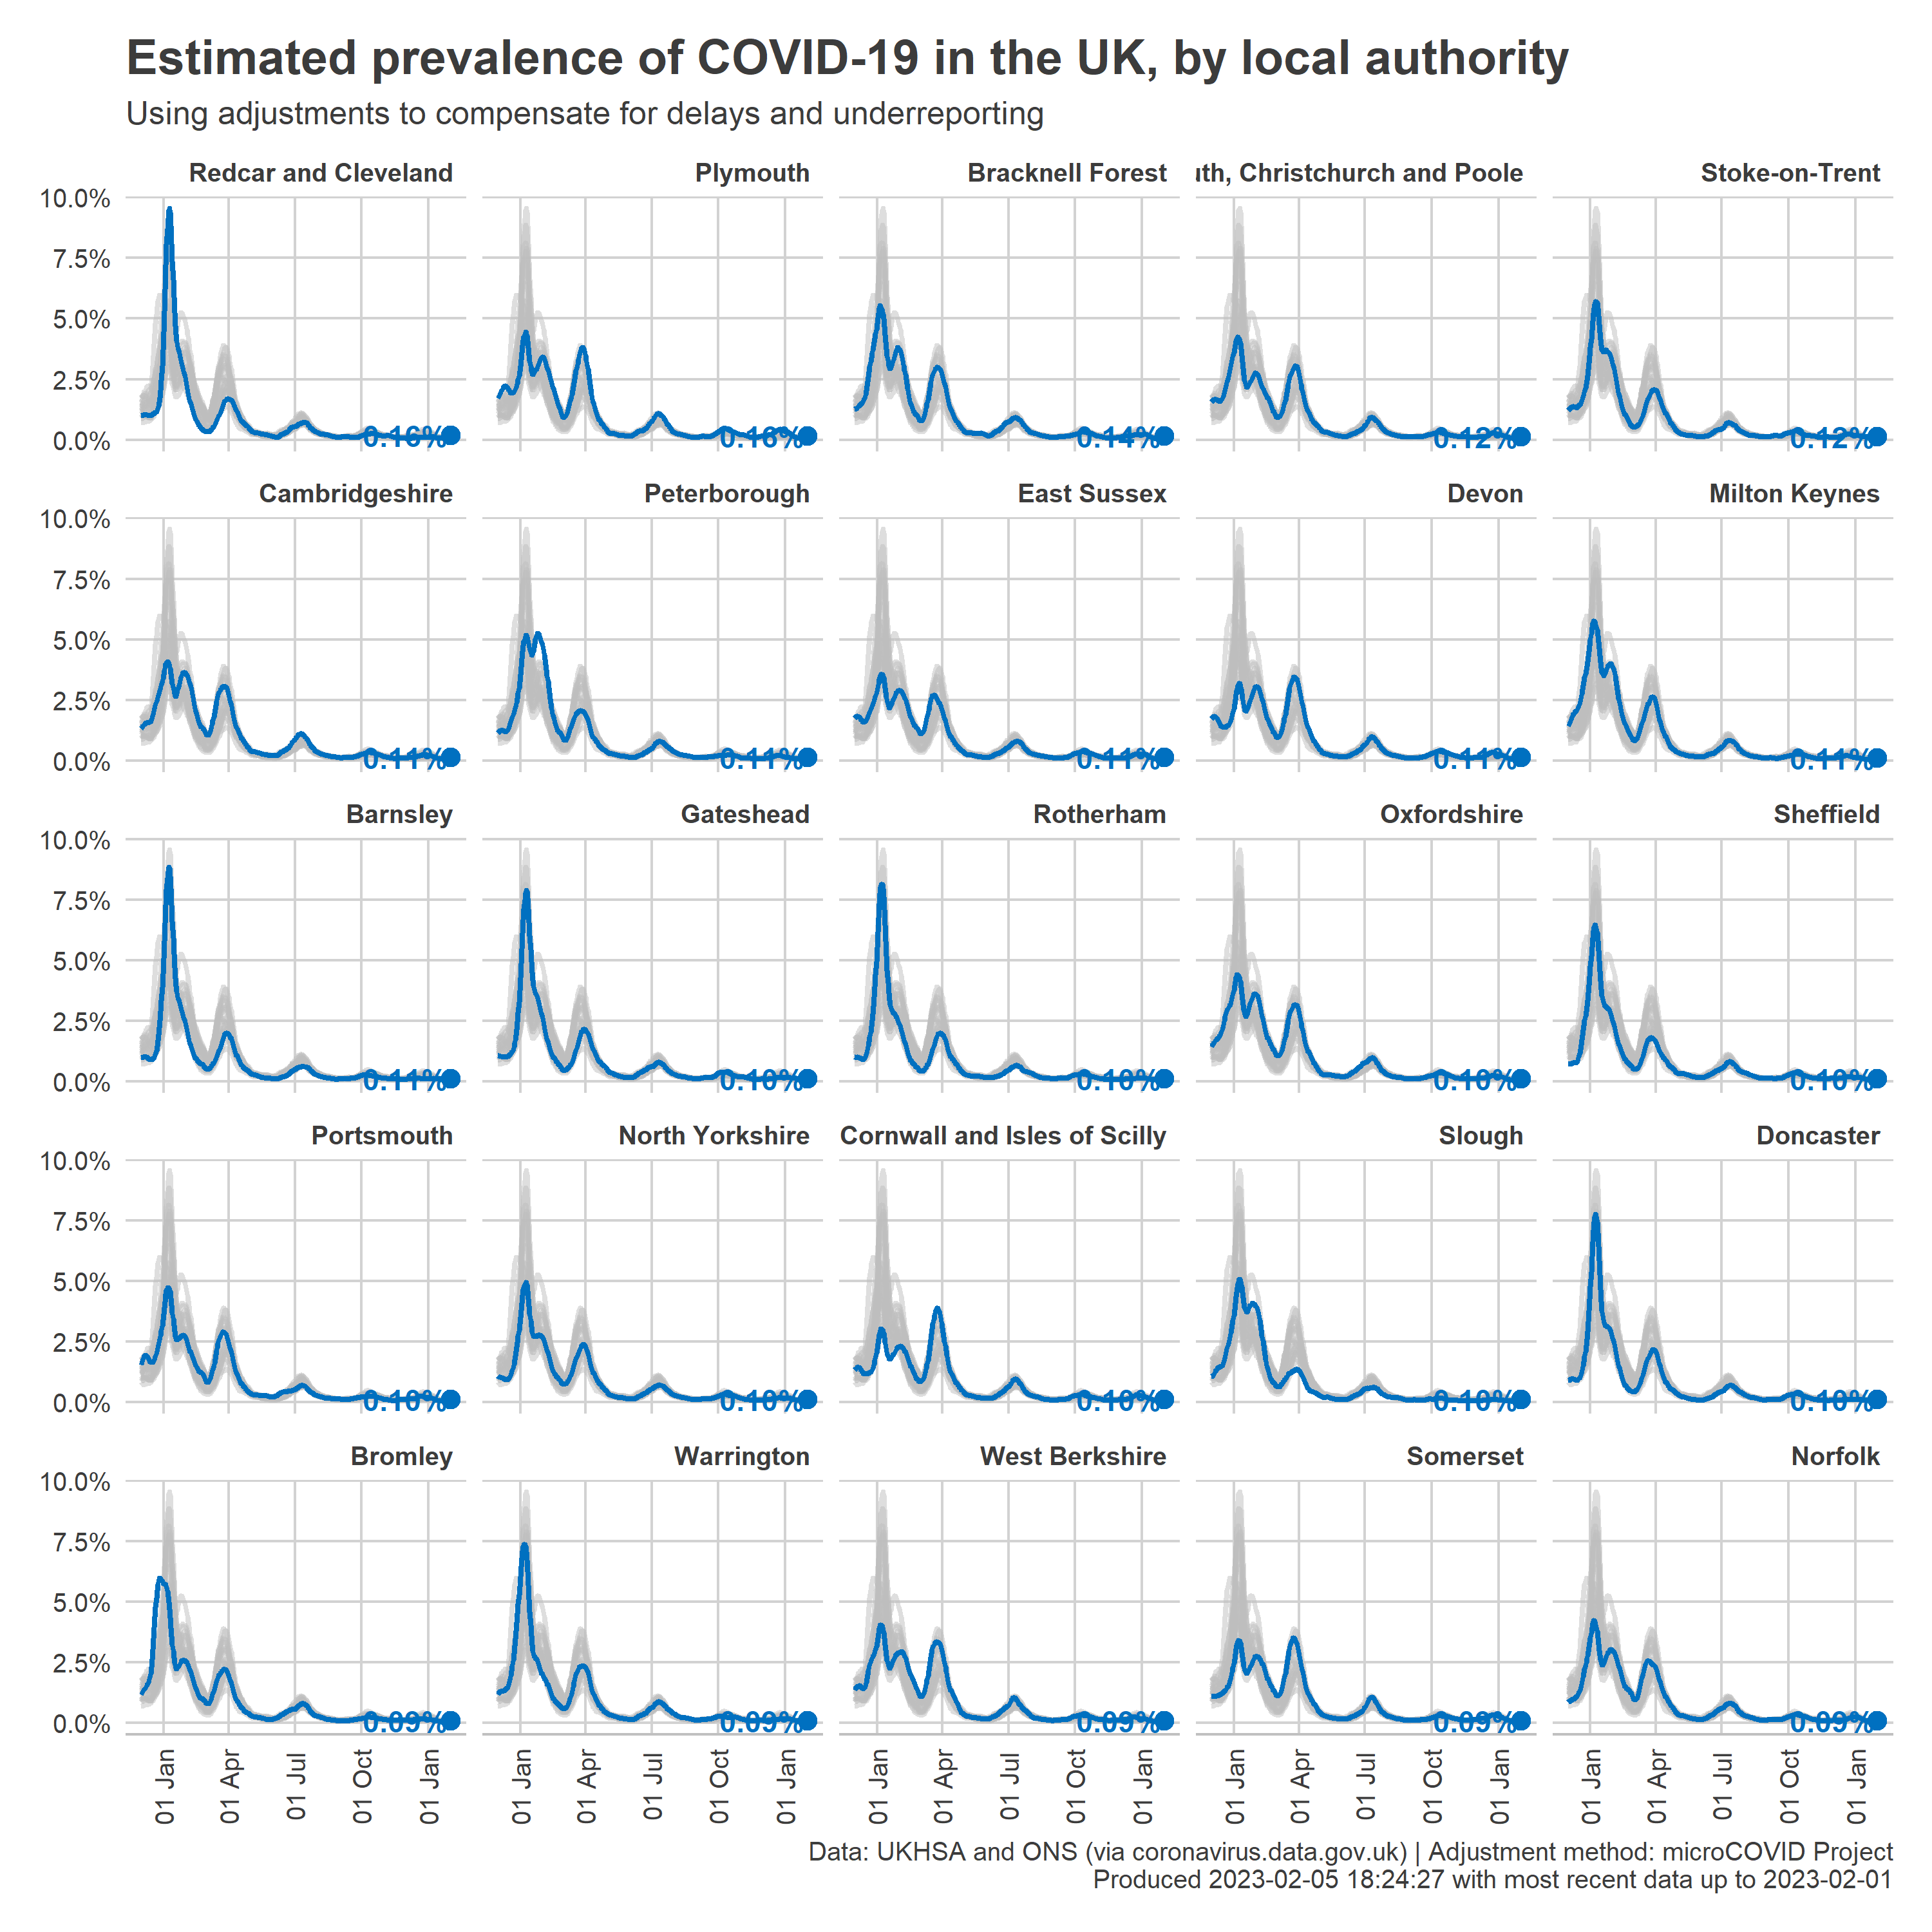 Estimated prevalence of COVID-19 in the UK, by local authority
Using adjustments to compensate for delays and underreporting
Redcar and Cleveland Plymouth Bracknell Forest uth, Christchurch and Poole Stoke-on-Trent
10.0%
7.5%
5.0%
2.5%
0.0%
0.16% 0.16% 0.14% 0.12% 0.12%
Cambridgeshire Peterborough East Sussex Devon Milton Keynes
10.0%
7.5%
5.0%
2.5%
0.0%
0.11% 0.11% 0.11% 0.11% 0.11%
Barnsley Gateshead Rotherham Oxfordshire Sheffield
10.0%
7.5%
5.0%
2.5%
0.0%
0.11% 0.10% 0.10% 0.10% 0.10%
Portsmouth North Yorkshire Cornwall and Isles of Scilly Slough Doncaster
10.0%
7.5%
5.0%
2.5%
0.0%
0.10% 0.10% 0.10% 0.10% 0.10%
Bromley Warrington West Berkshire Somerset Norfolk
10.0%
7.5%
5.0%
2.5%
0.0%
0.09% 0.09% 0.09% 0.09% 0.09%
01 Jan 01 Apr 01 Jul 01 Oct 01 Jan 01 Jan 01 Apr 01 Jul 01 Oct 01 Jan 01 Jan 01 Apr 01 Jul 01 Oct 01 Jan 01 Jan 01 Apr 01 Jul 01 Oct 01 Jan 01 Jan 01 Apr 01 Jul 01 Oct 01 Jan
Data: UKHSA and ONS (via coronavirus.data.gov.uk) | Adjustment method: microCOVID Project
Produced 2023-02-05 18:24:27 with most recent data up to 2023-02-01